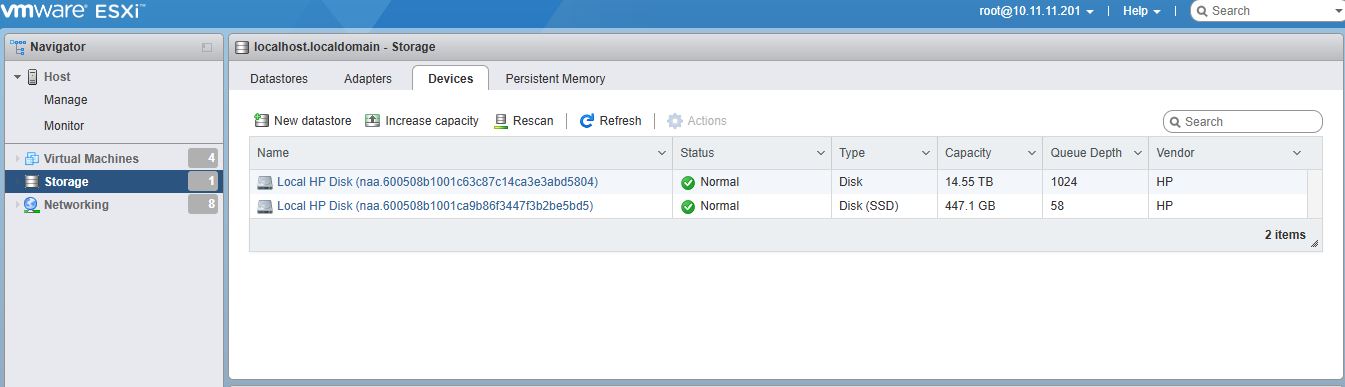 vmware ESXi™ root@10.11.11.201 | Help | Search
Navigator
Host
Manage
Monitor
Virtual Machines 4
Storage 1
Networking 8
localhost.localdomain - Storage
Datastores Adapters Devices Persistent Memory
New datastore Increase capacity Rescan | Refresh | Actions Search
Name Status Type Capacity Queue Depth Vendor
Local HP Disk (naa.600508b1001c63c87c14ca3e3abd5804) Normal Disk 14.55 TB 1024 HP
Local HP Disk (naa.600508b1001ca9b86f3447f3b2be5bd5) Normal Disk (SSD) 447.1 GB 58 HP
2 items